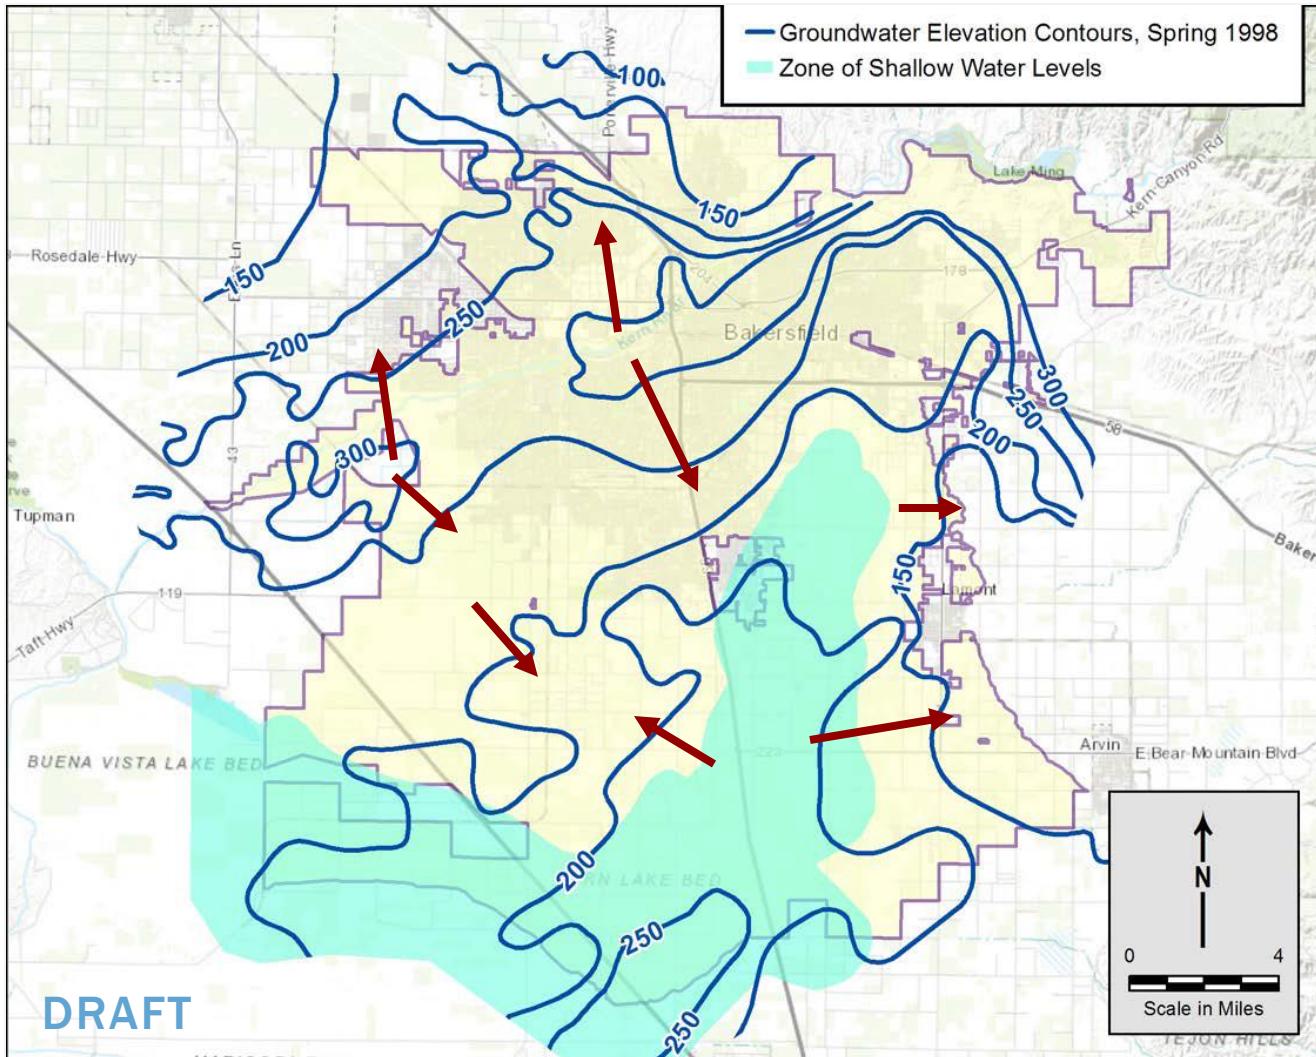 Groundwater Elevation Contours, Spring 1998
Zone of Shallow Water Levels
100
Porterville Hwy
Lake Ming
Kern Canyon Rd
150
204
178
Rosedale Hwy
150
250
200
Bakersfield
Kern River
300
250
200
58
43
300
Tupman
119
Taft Hwy
150
Lamont
BUENA VISTA LAKE BED
223
Arvin
E Bear Mountain Blvd
200
RN LAKE BED
250
250
N
0
4
Scale in Miles
DRAFT
TEJON HILLS